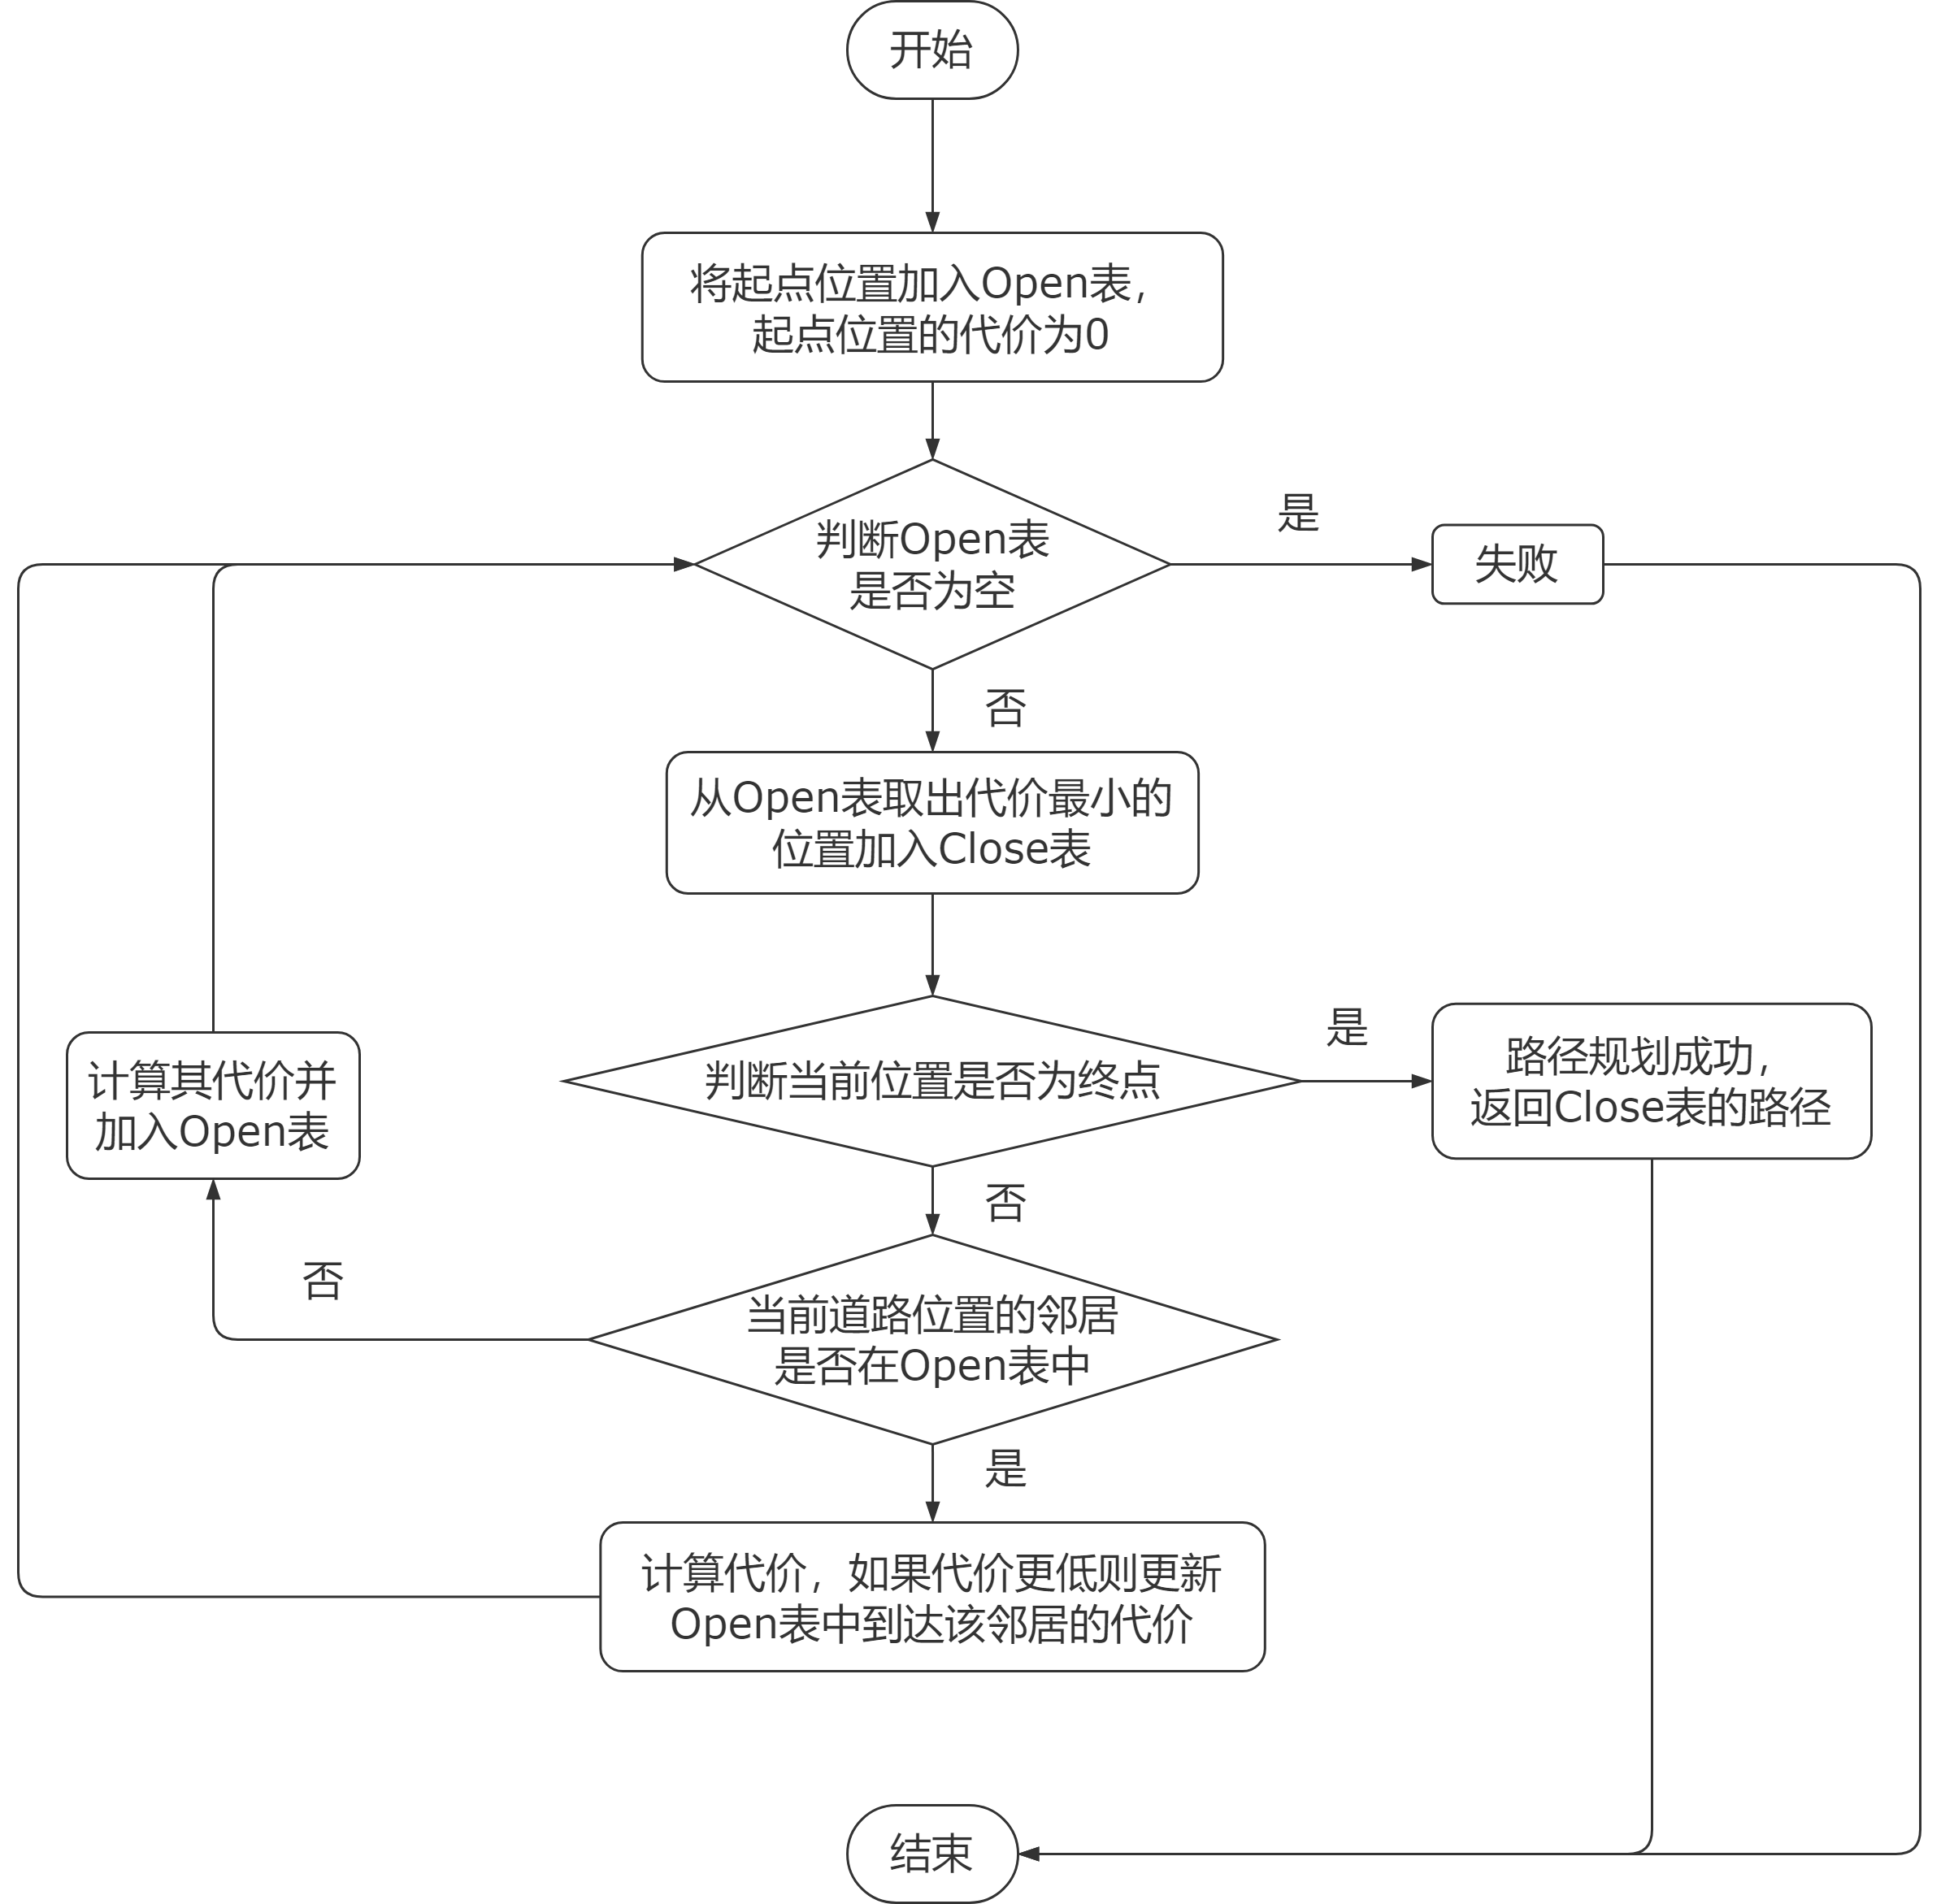 开始
将起点位置加入Open表，
起点位置的代价为0
判断Open表
是否为空
是
失败
否
从Open表取出代价最小的
位置加入Close表
判断当前位置是否为终点
是
路径规划成功，
返回Close表的路径
计算其代价并
加入Open表
否
否
当前道路位置的邻居
是否在Open表中
是
计算代价，如果代价更低则更新
Open表中到达该邻居的代价
结束